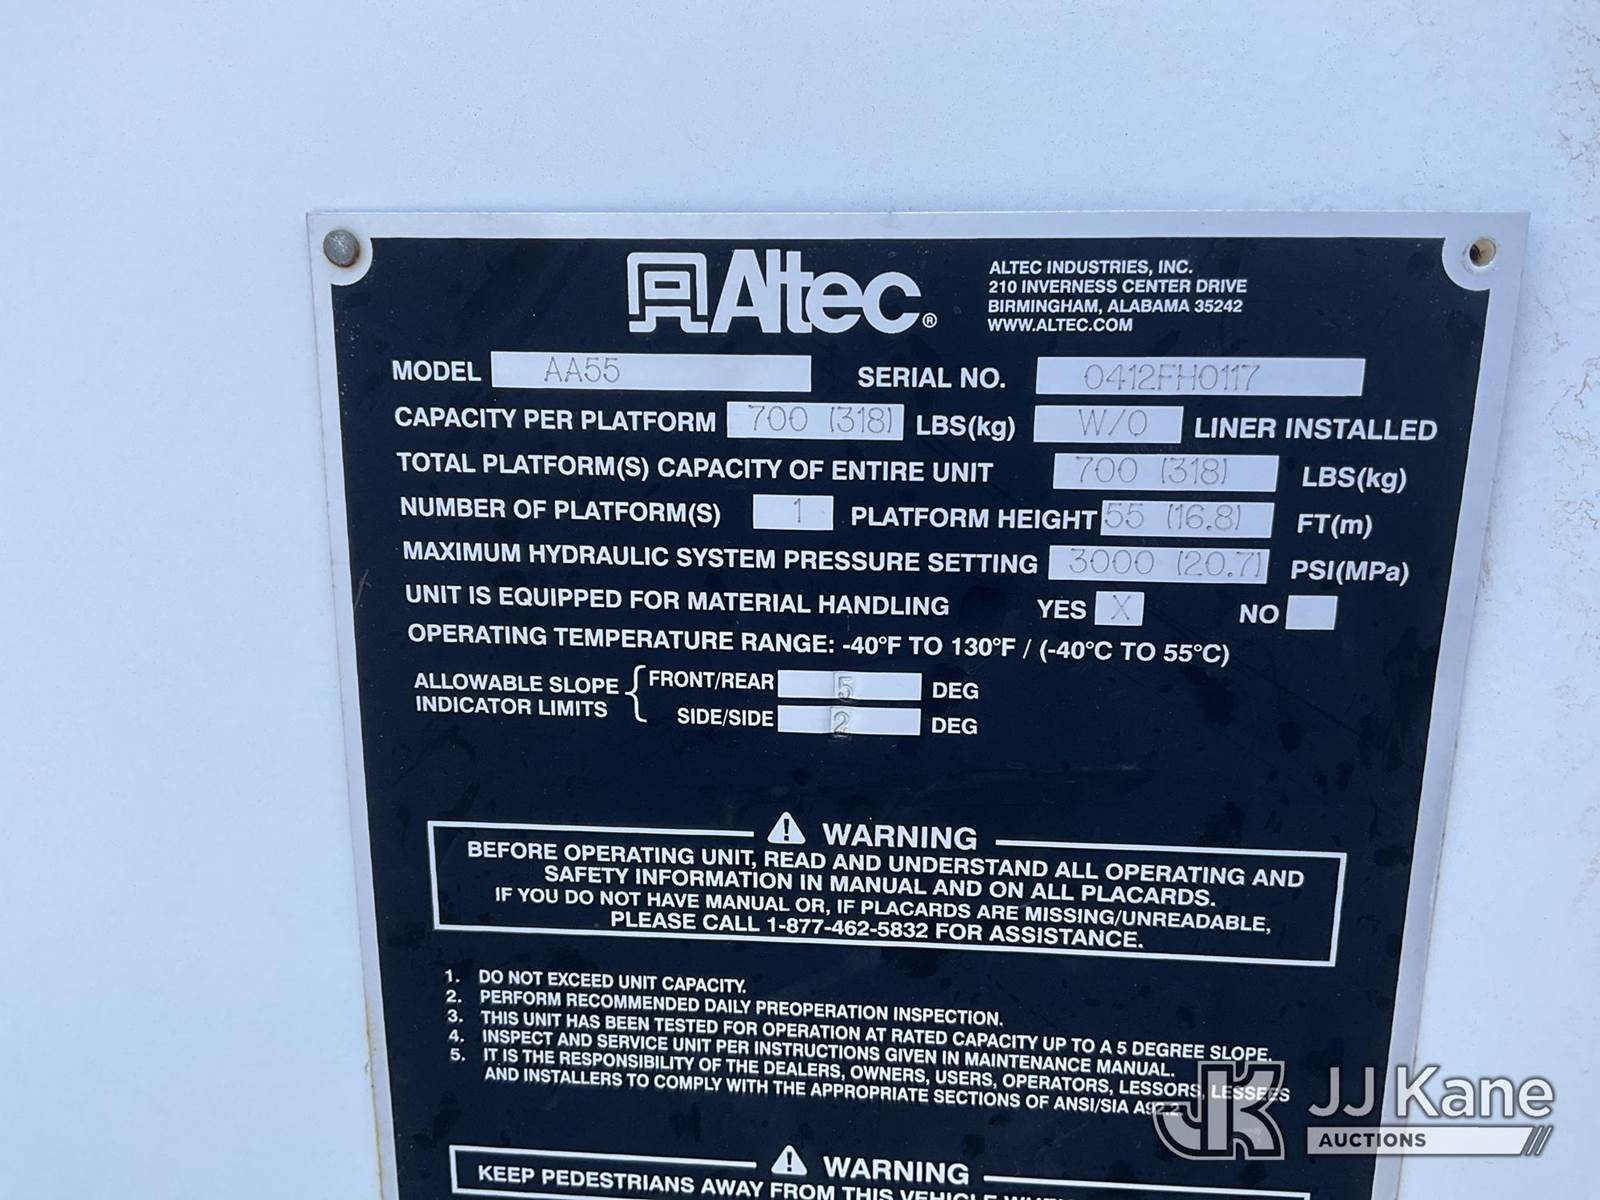 Altec®
ALTEC INDUSTRIES, INC.
210 INVERNESS CENTER DRIVE
BIRMINGHAM, ALABAMA 35242
WWW.ALTEC.COM
MODEL AA55 SERIAL NO. 0412FH0117
CAPACITY PER PLATFORM 700 (318) LBS(kg) W/O LINER INSTALLED
TOTAL PLATFORM(S) CAPACITY OF ENTIRE UNIT 700 (318) LBS(kg)
NUMBER OF PLATFORM(S) 1 PLATFORM HEIGHT 55 (16.8) FT(m)
MAXIMUM HYDRAULIC SYSTEM PRESSURE SETTING 3000 (20.7) PSI(MPa)
UNIT IS EQUIPPED FOR MATERIAL HANDLING YES X NO
OPERATING TEMPERATURE RANGE: -40°F TO 130°F / (-40°C TO 55°C)
ALLOWABLE SLOPE INDICATOR LIMITS
FRONT/REAR 5 DEG
SIDE/SIDE 2 DEG
WARNING
BEFORE OPERATING UNIT, READ AND UNDERSTAND ALL OPERATING AND
SAFETY INFORMATION IN MANUAL AND ON ALL PLACARDS.
IF YOU DO NOT HAVE MANUAL OR, IF PLACARDS ARE MISSING/UNREADABLE,
PLEASE CALL 1-877-462-5832 FOR ASSISTANCE.
1. DO NOT EXCEED UNIT CAPACITY.
2. PERFORM RECOMMENDED DAILY PREOPERATION INSPECTION.
3. THIS UNIT HAS BEEN TESTED FOR OPERATION AT RATED CAPACITY UP TO A 5 DEGREE SLOPE.
4. INSPECT AND SERVICE UNIT PER INSTRUCTIONS GIVEN IN MAINTENANCE MANUAL.
5. IT IS THE RESPONSIBILITY OF THE DEALERS, OWNERS, USERS, OPERATORS, LESSORS, LESSEES
AND INSTALLERS TO COMPLY WITH THE APPROPRIATE SECTIONS OF ANSI/SIA A92.2.
WARNING
KEEP PEDESTRIANS AWAY FROM THIS VEHICLE
JJ Kane
AUCTIONS